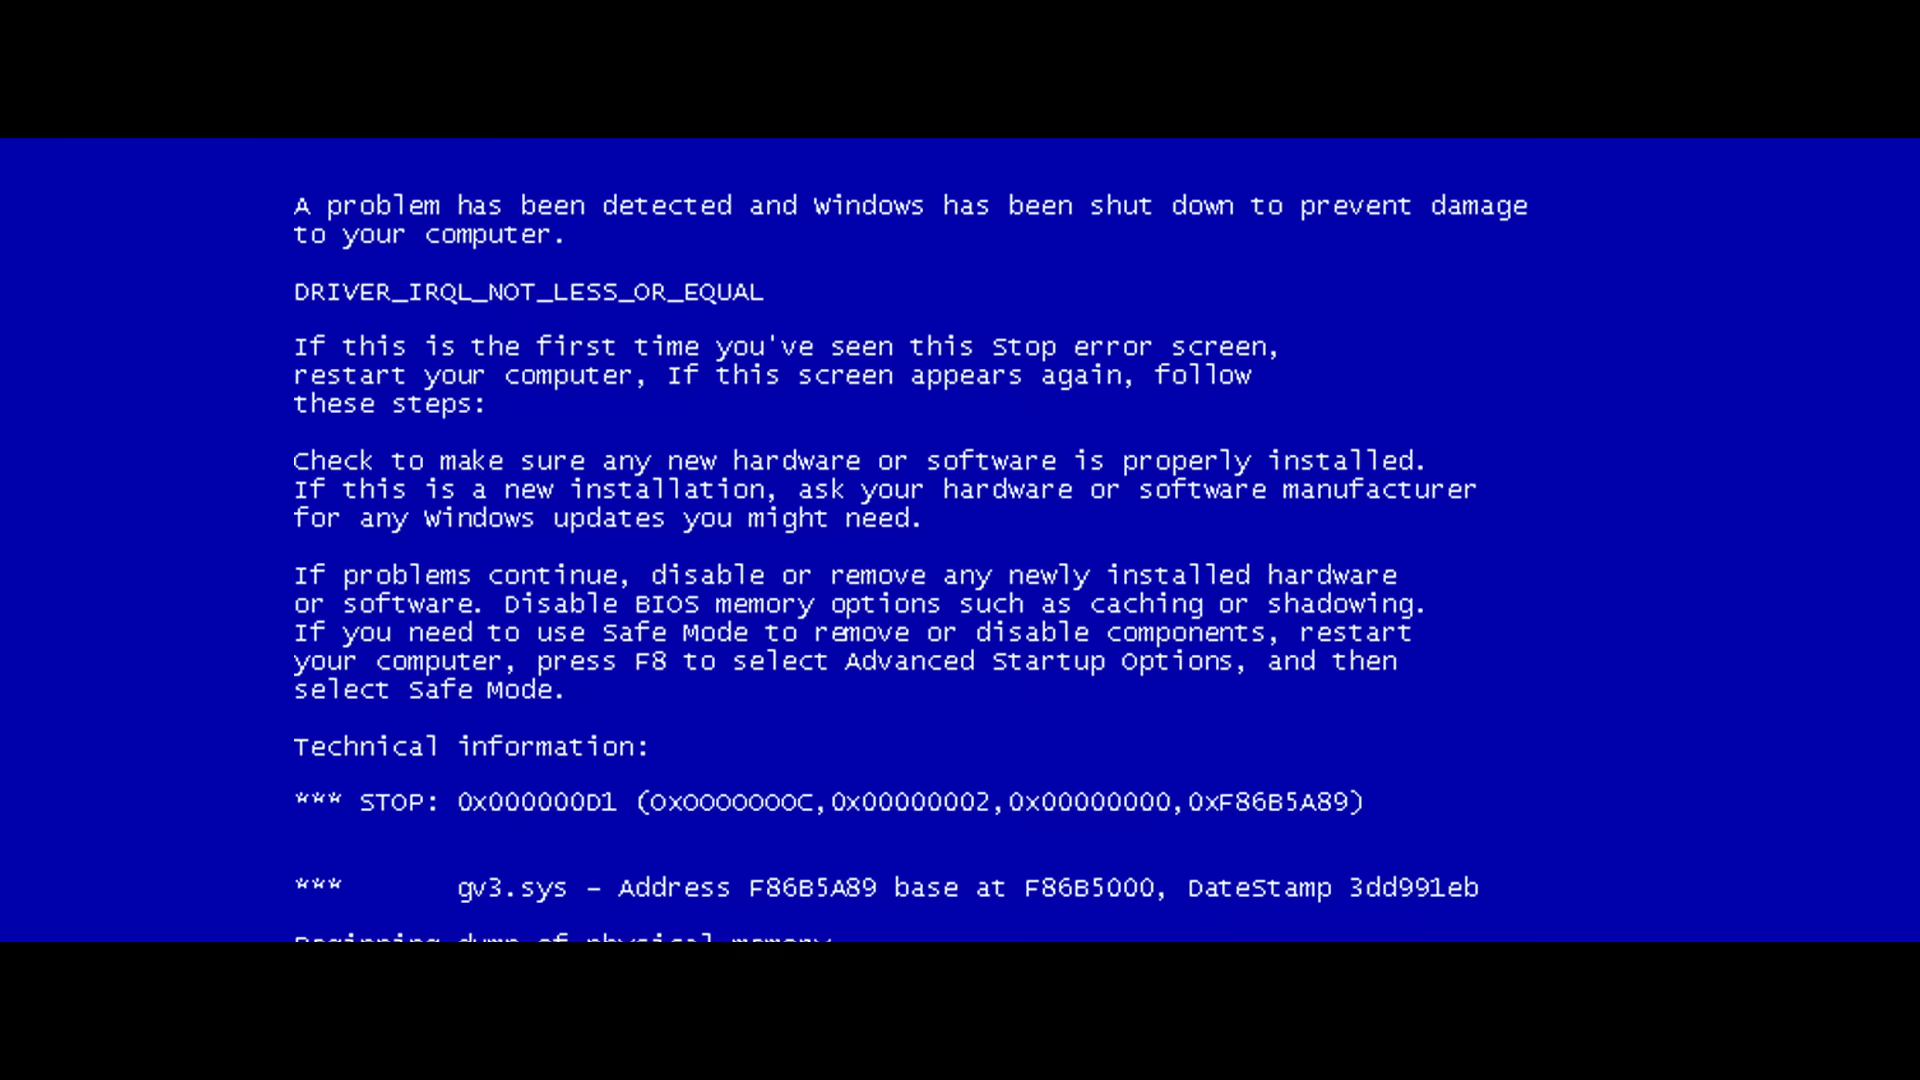 A problem has been detected and Windows has been shut down to prevent damage
to your computer.
DRIVER_IRQL_NOT_LESS_OR_EQUAL
If this is the first time you've seen this Stop error screen,
restart your computer, If this screen appears again, follow
these steps:
Check to make sure any new hardware or software is properly installed.
If this is a new installation, ask your hardware or software manufacturer
for any Windows updates you might need.
If problems continue, disable or remove any newly installed hardware
or software. Disable BIOS memory options such as caching or shadowing.
If you need to use Safe Mode to remove or disable components, restart
your computer, press F8 to select Advanced Startup Options, and then
select Safe Mode.
Technical information:
*** STOP: 0x000000D1 (0x0000000C,0x00000002,0x00000000,0xF86B5A89)
*** gv3.sys – Address F86B5A89 base at F86B5000, DateStamp 3dd991eb
Beginning dump of physical memory